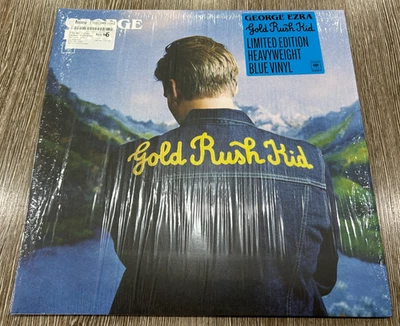 GEORGE
GEORGE EZRA
Gold Rush Kid
LIMITED EDITION
HEAVYWEIGHT
BLUE VINYL
Gold Rush Kid